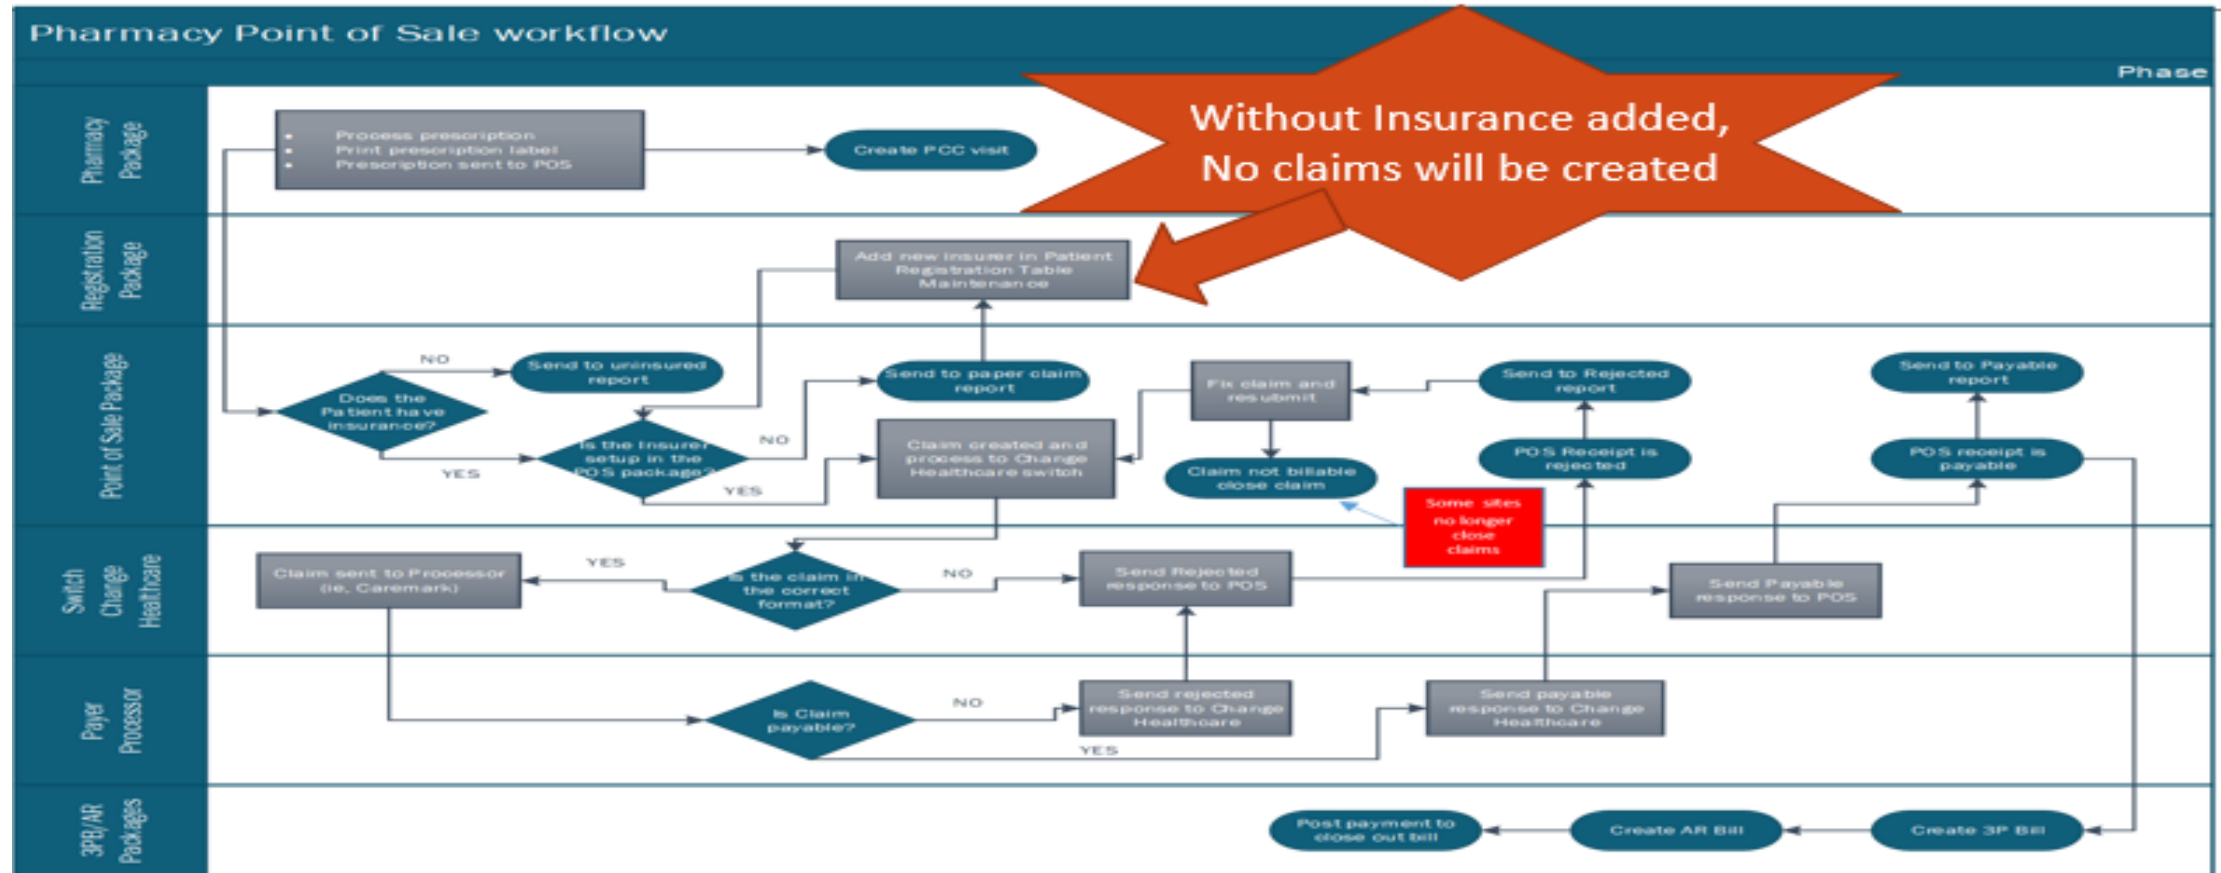 Pharmacy Point of Sale workflow
Phase
Without Insurance added,
No claims will be created
Pharmacy
Package
• Process prescription
• Print prescription label
• Prescription sent to POS
Create PCC visit
Registration
Package
Add new insurer in Patient
Registration Table
Maintenance
Point of Sale Package
Does the
Patient have
insurance?
NO
YES
Send to uninsured
report
Is the Insurer
setup in the
POS package?
NO
YES
Send to paper claim
report
Claim created and
process to Change
Healthcare switch
Fix claim and
resubmit
Claim not billable
close claim
Some sites
no longer
close
claims
Send to Rejected
report
POS Receipt is
rejected
Send to Payable
report
POS receipt is
payable
Switch
Change
Healthcare
Claim sent to Processor
(ie, Caremark)
YES
Is the claim in
the correct
format?
NO
Send Rejected
response to POS
Send Payable
response to POS
Payer
Processor
Is Claim
payable?
NO
YES
Send rejected
response to Change
Healthcare
Send payable
response to Change
Healthcare
3PB/AR
Packages
Post payment to
close out bill
Create AR Bill
Create 3P Bill